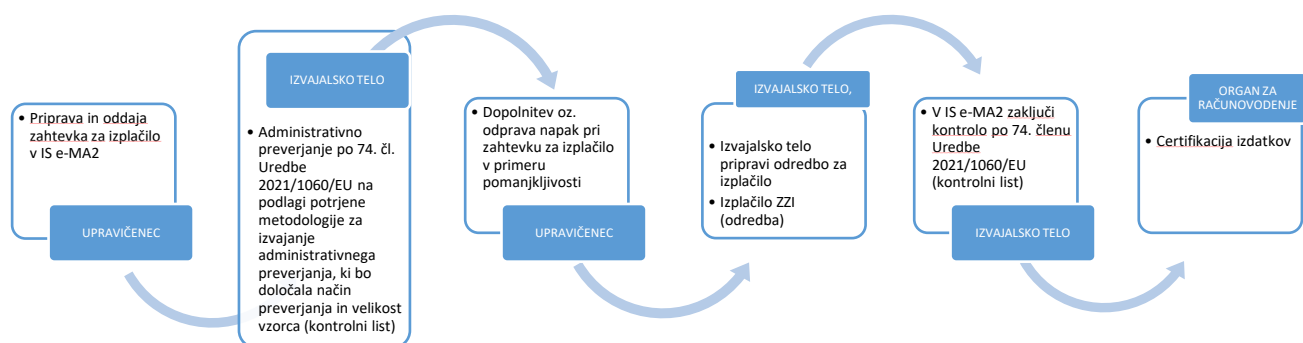 • Priprava in oddaja
zahtevka za izplačilo
v IS e-MA2
UPRAVIČENEC
IZVAJALSKO TELO
• Administrativno
preverjanje po 74. čl.
Uredbe
2021/1060/EU na
podlagi potrjene
metodologije za
izvajanje
administrativnega
preverjanja, ki bo
določala način
preverjanja in velikost
vzorca (kontrolni list)
• Dopolnitev oz.
odprava napak pri
zahtevku za izplačilo
v primeru
pomanjkljivosti
UPRAVIČENEC
IZVAJALSKO TELO,
• Izvajalsko telo
pripravi odredbo za
izplačilo
• Izplačilo ZZI
(odredba)
• V IS e-MA2 zaključi
kontrolo po 74. členu
Uredbe
2021/1060/EU
(kontrolni list)
IZVAJALSKO TELO
ORGAN ZA
RAČUNOVODENJE
• Certifikacija izdatkov